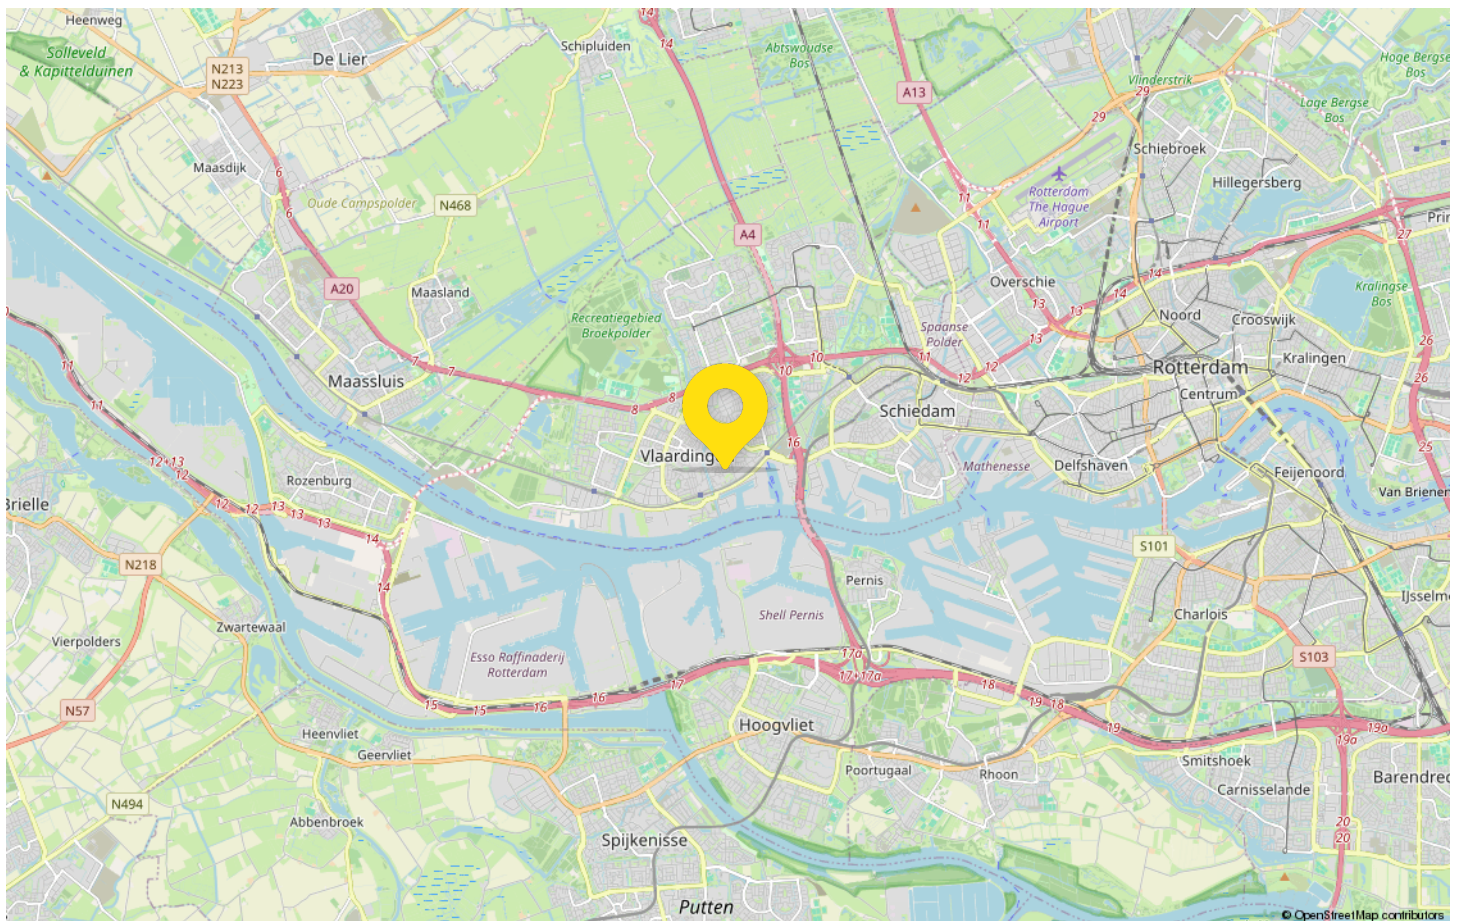 Heenweg
Solleveld
& Kapittelduinen
De Lier
N213
N223
Schipluiden
14
14
Abtswoudse
Bos
A13
Vlinderstrik
29
29
Hoge Bergse
Bos
Lage Bergse
Bos
Maasdijk
6
6
Oude Campspolder
N468
A4
Schiebroek
Hillegersberg
Rotterdam
The Hague
Airport
11
11
27
Prin
A20
Maasland
Recreatiegebied
Broekpolder
Overschie
13
13
13
14
14
Kralingse
Bos
Spaanse
Polder
Noord
Crooswijk
26
26
25
11
11
Maassluis
7
7
8
8
10
10
11
12
12
Rotterdam
Centrum
Kralingen
Schiedam
16
Vlaarding
Mathenesse
Delfshaven
Feijenoord
Van Brienen
12+13
12
12
12
13
13
13
14
14
Rozenburg
Brielle
N218
S101
Pernis
Shell Pernis
Charlois
IJsselm
Vierpolders
Zwartewaal
Esso Raffinaderij
Rotterdam
S103
17a
17+17a
17
16
16
15
15
18
18
19
19
19a
19a
N57
Heenvliet
Geervliet
Hoogvliet
Poortugaal
Rhoon
Smitshoek
Carnisselande
Barendrec
N494
Abbenbroek
Spijkenisse
20
20
Putten
© OpenStreetMap contributors